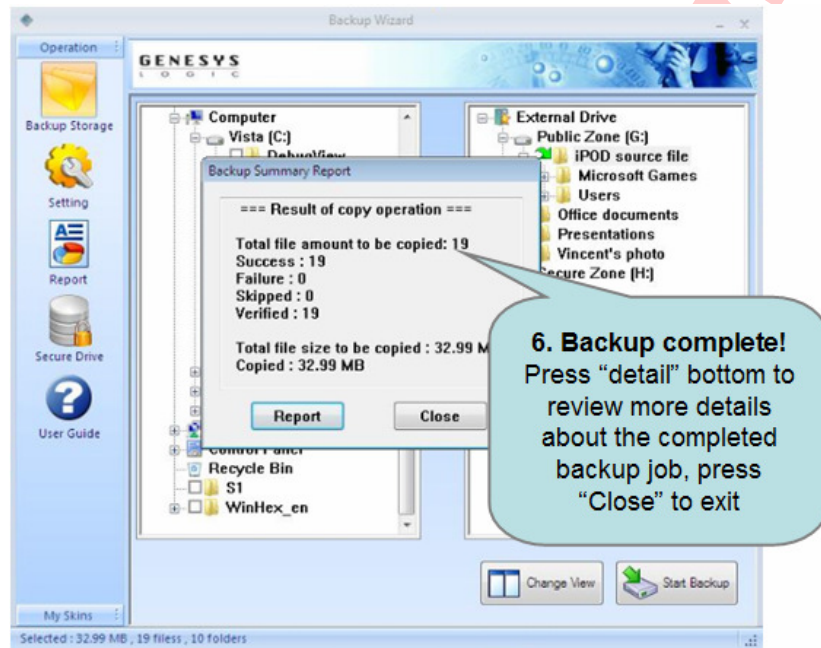 Backup Wizard
Operation
Backup Storage
Setting
Report
Secure Drive
User Guide
My Skins
GENESYS
LOGIC
Computer
Vista (C:)
DebugView
Control Panel
Recycle Bin
S1
WinHex_en
External Drive
Public Zone (G:)
iPOD source file
Microsoft Games
Users
Office documents
Presentations
Vincent's photo
Secure Zone (H:)
Backup Summary Report
=== Result of copy operation ===
Total file amount to be copied: 19
Success : 19
Failure : 0
Skipped : 0
Verified : 19
Total file size to be copied : 32.99 M
Copied : 32.99 MB
Report
Close
6. Backup complete!
Press “detail” bottom to
review more details
about the completed
backup job, press
“Close” to exit
Change View
Start Backup
Selected : 32.99 MB , 19 filess , 10 folders